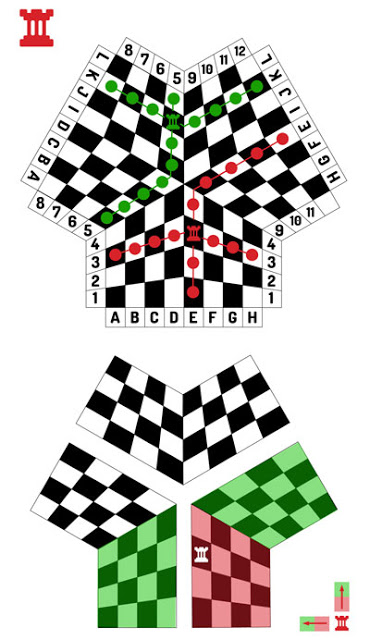 8 7 6 5 9 10 11 12
L K J I D C B A
L K J I E F G H
8 7 6 5
9 10 11
4 4
3 3
2 2
1 1
A B C D E F G H